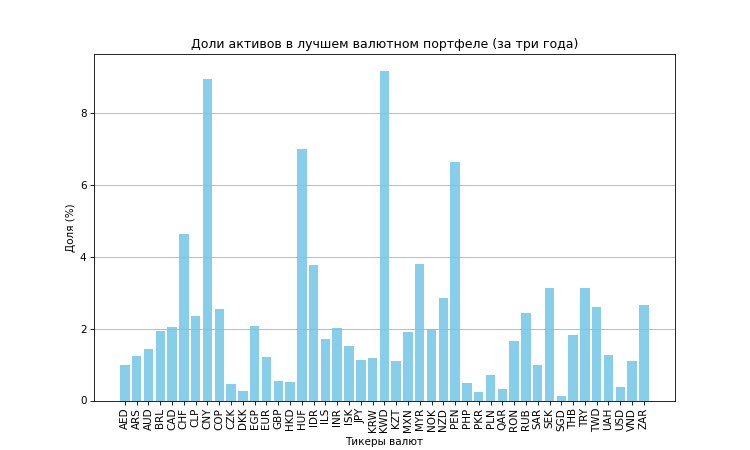 Доли активов в лучшем валютном портфеле (за три года)
Доля (%)
8
6
4
2
0
AED ARS AUD BRL CAD CHF CLP CNY COP CZK DKK EGP EUR GBP HKD HUF IDR ILS INR ISK JPY KRW KWD KZT MXN MYR NOK NZD PEN PHP PKR PLN QAR RON RUB SAR SEK SGD THB TRY TWD UAH USD VND ZAR
Тикеры валют